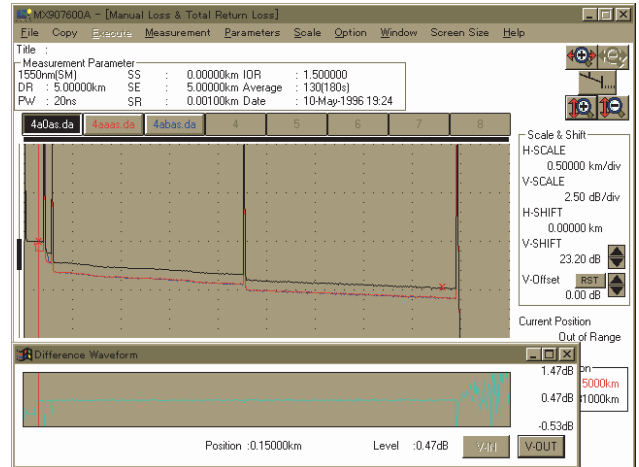 MX907600A - [Manual Loss & Total Return Loss]
File Copy Execute Measurement Parameters Scale Option Window Screen Size Help
Title :
Measurement Parameter
1550nm(SM) SS : 0.00000km IOR : 1.500000
DR : 5.00000km SE : 5.00000km Average : 130(180s)
PW : 20ns SR : 0.00100km Date : 10-May-1996 19:24
4a0as.da 4aaas.da 4abas.da 4 5 6 7 8
Scale & Shift
H-SCALE
0.50000 km/div
V-SCALE
2.50 dB/div
H-SHIFT
0.00000 km
V-SHIFT
23.20 dB
V-Offset RST
0.00 dB
Current Position
Out of Range
Difference Waveform
1.47dB
0.47dB
-0.53dB
Position :0.15000km Level :0.47dB V-IN V-OUT